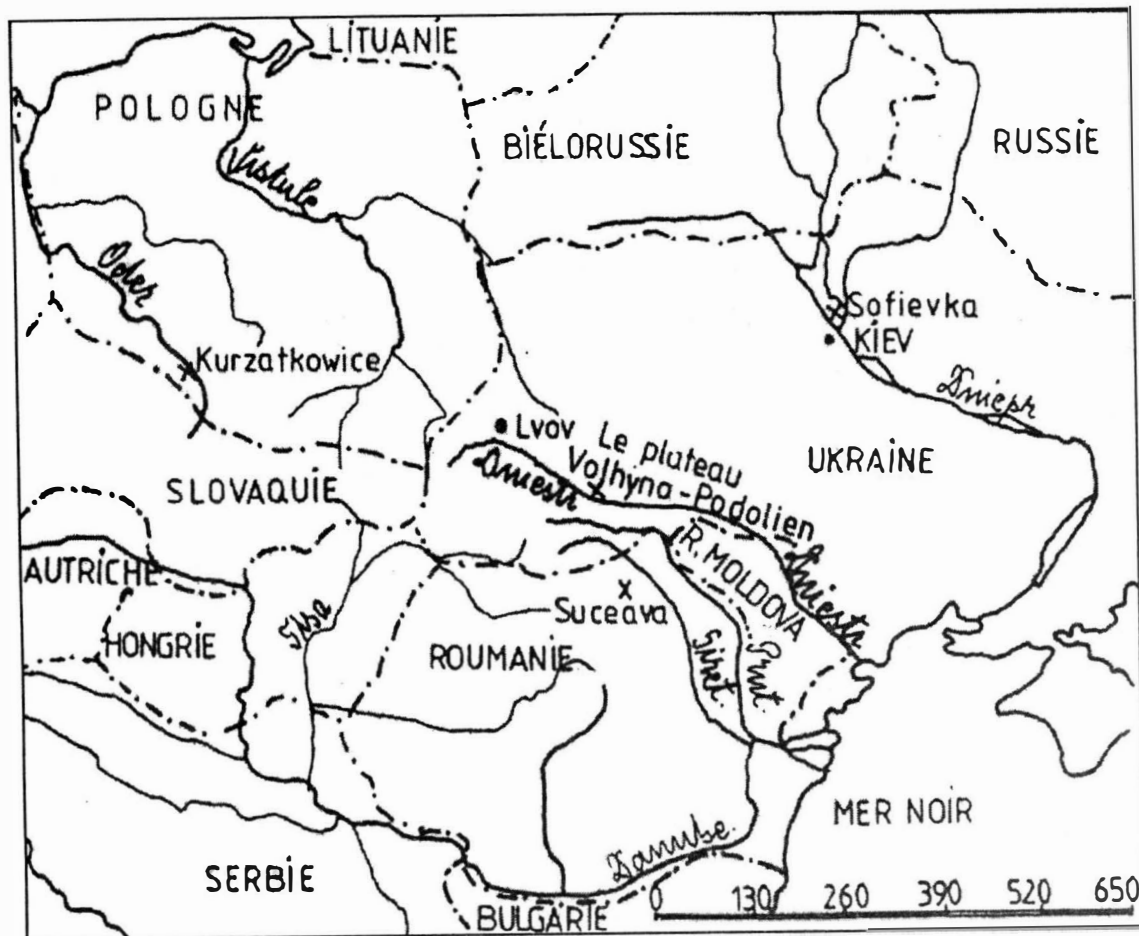 LITUANIE
POLOGNE
BIÉLORUSSIE
RUSSIE
Vistule
Oder
Sofievka
KIEV
Kurzatkowice
Dniepr
Lvov
Le plateau
Volhyna-Podolien
UKRAINE
Dniestr
SLOVAQUIE
R. MOLDOVA
Dniestr
AUTRICHE
Suceava
Tisa
HONGRIE
ROUMANIE
Siret
Prut
MER NOIR
Danube
SERBIE
BULGARIE
0 130 260 390 520 650